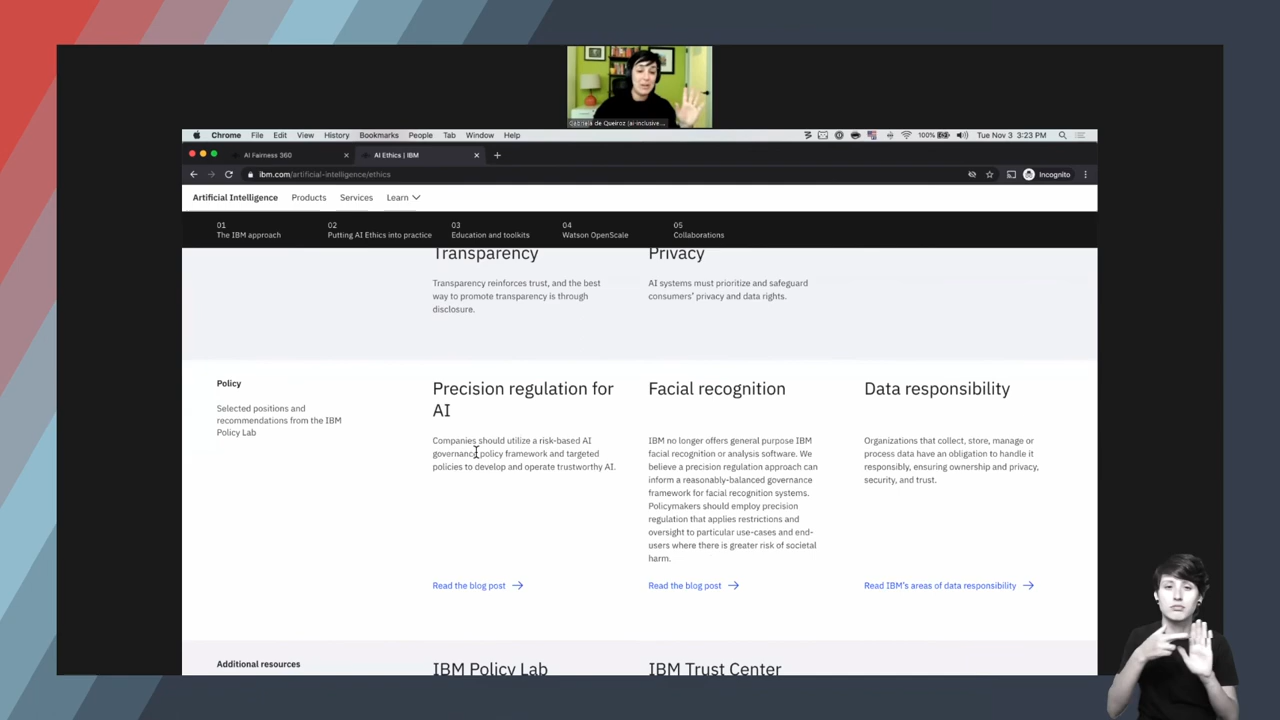 Gabriela de Queiroz (ai-inclusive...
Chrome File Edit View History Bookmarks People Tab Window Help
100% Tue Nov 3 3:23 PM
AI Fairness 360
AI Ethics | IBM
ibm.com/artificial-intelligence/ethics
Incognito
Artificial Intelligence Products Services Learn
01 The IBM approach
02 Putting AI Ethics into practice
03 Education and toolkits
04 Watson OpenScale
05 Collaborations
Transparency
Transparency reinforces trust, and the best
way to promote transparency is through
disclosure.
Privacy
AI systems must prioritize and safeguard
consumers' privacy and data rights.
Policy
Selected positions and
recommendations from the IBM
Policy Lab
Precision regulation for
AI
Companies should utilize a risk-based AI
governance policy framework and targeted
policies to develop and operate trustworthy AI.
Read the blog post
Facial recognition
IBM no longer offers general purpose IBM
facial recognition or analysis software. We
believe a precision regulation approach can
inform a reasonably-balanced governance
framework for facial recognition systems.
Policymakers should employ precision
regulation that applies restrictions and
oversight to particular use-cases and end-
users where there is greater risk of societal
harm.
Read the blog post
Data responsibility
Organizations that collect, store, manage or
process data have an obligation to handle it
responsibly, ensuring ownership and privacy,
security, and trust.
Read IBM's areas of data responsibility
Additional resources
IBM Policy Lab
IBM Trust Center